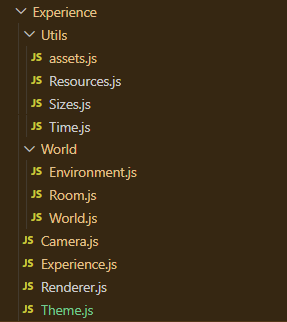 Experience
Utils
JS assets.js
JS Resources.js
JS Sizes.js
JS Time.js
World
JS Environment.js
JS Room.js
JS World.js
JS Camera.js
JS Experience.js
JS Renderer.js
JS Theme.js